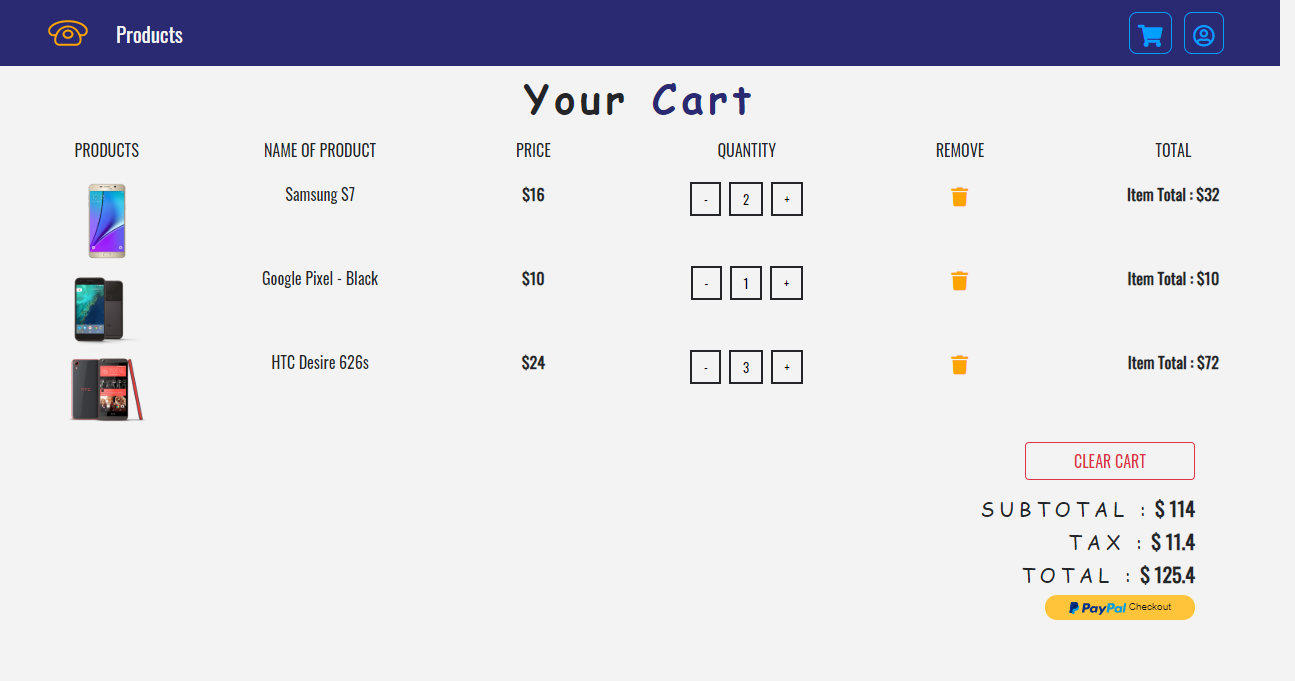 Products
Your Cart
PRODUCTS NAME OF PRODUCT PRICE QUANTITY REMOVE TOTAL
Samsung S7 $16 - 2 + Item Total : $32
Google Pixel - Black $10 - 1 + Item Total : $10
HTC Desire 626s $24 - 3 + Item Total : $72
CLEAR CART
SUBTOTAL : $ 114
TAX : $ 11.4
TOTAL : $ 125.4
PayPal Checkout